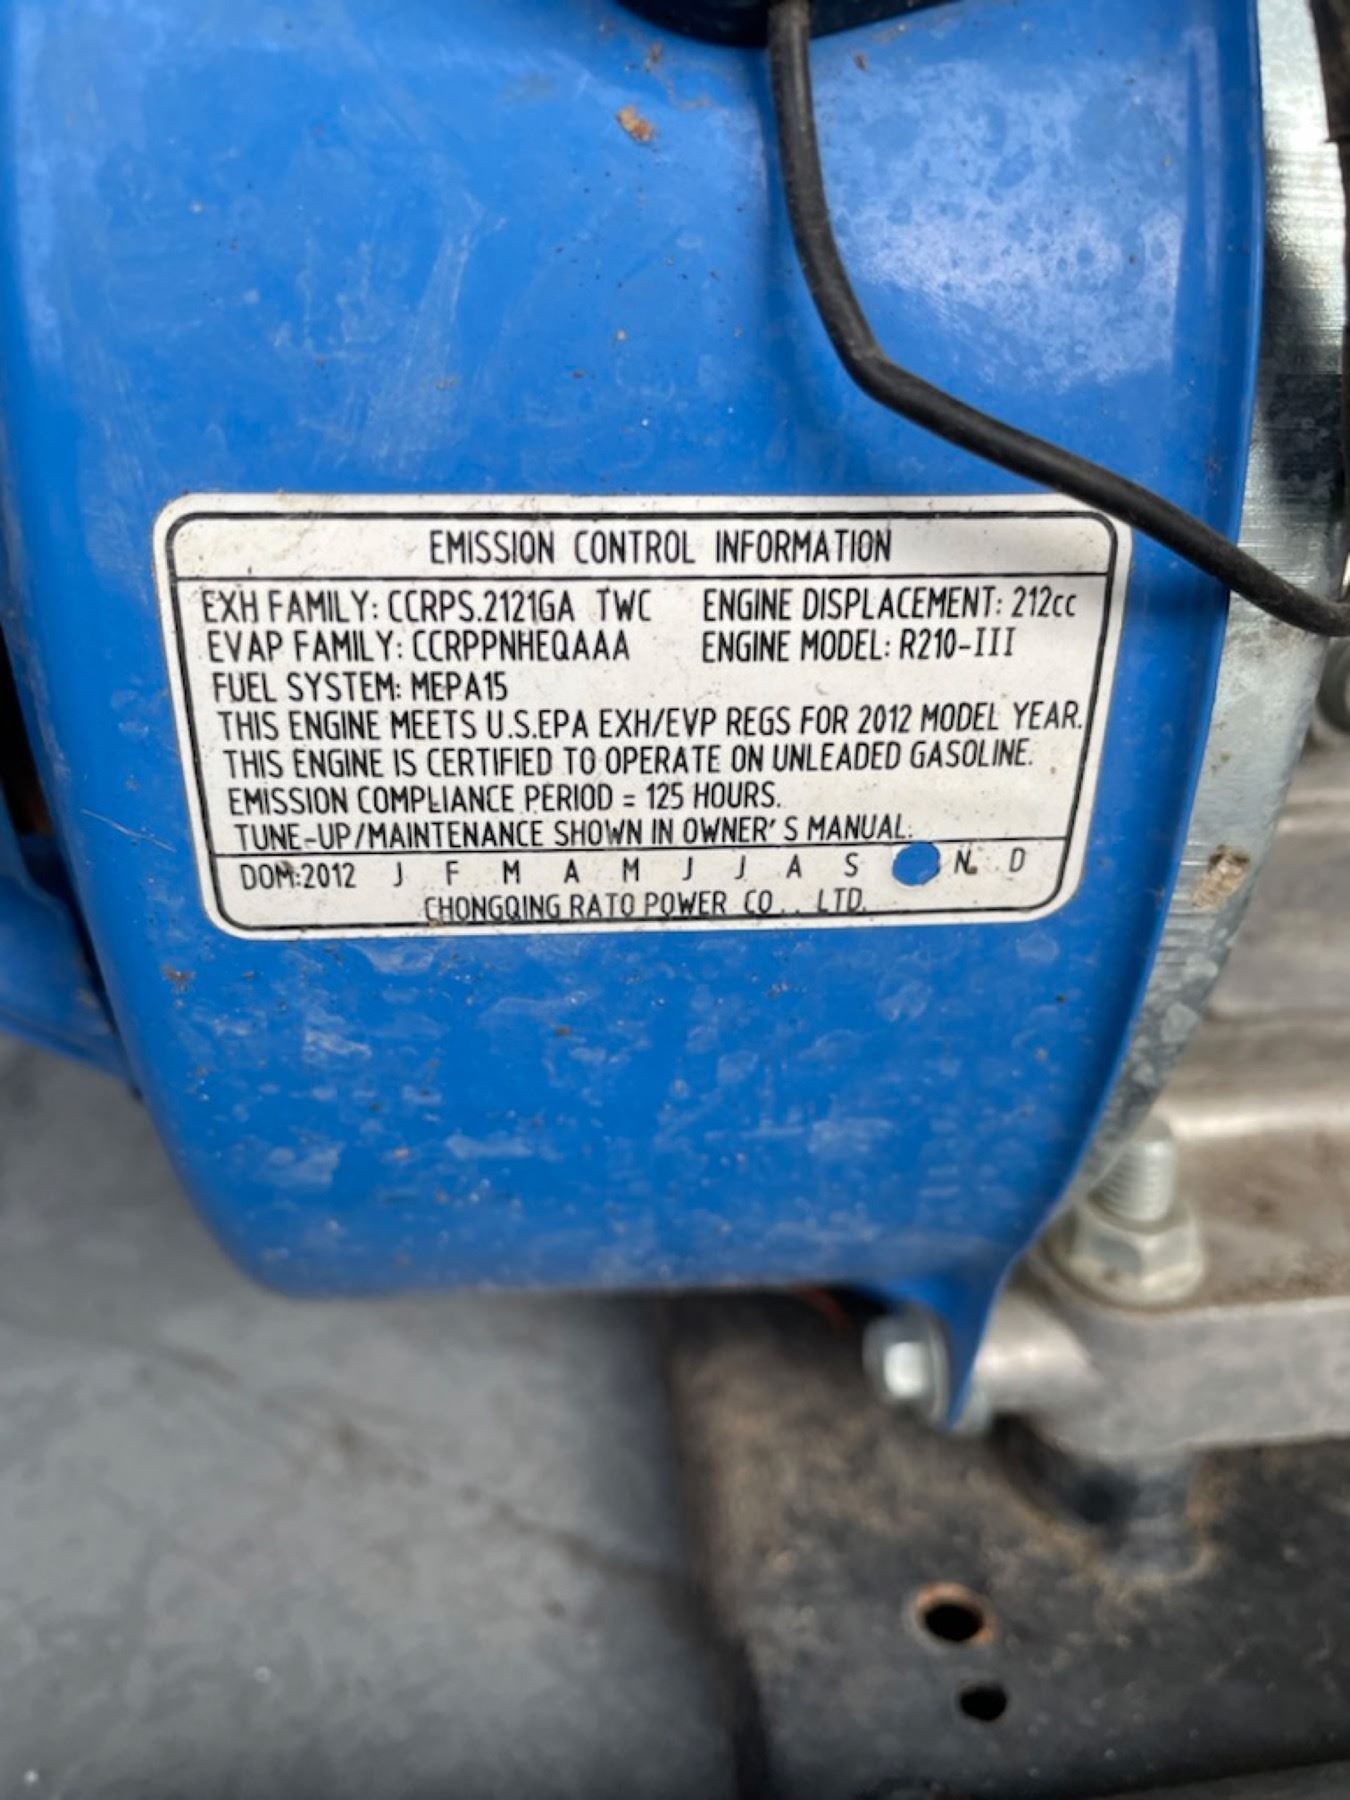 EMISSION CONTROL INFORMATION
EXH FAMILY: CCRPS.2121GA TWC ENGINE DISPLACEMENT: 212cc
EVAP FAMILY: CCRPPNHEQAAA ENGINE MODEL: R210-III
FUEL SYSTEM: MEPA15
THIS ENGINE MEETS U.S.EPA EXH/EVP REGS FOR 2012 MODEL YEAR.
THIS ENGINE IS CERTIFIED TO OPERATE ON UNLEADED GASOLINE.
EMISSION COMPLIANCE PERIOD = 125 HOURS.
TUNE-UP/MAINTENANCE SHOWN IN OWNER'S MANUAL.
DOM:2012 J F M A M J J A S N D
CHONGQING RATO POWER CO., LTD.